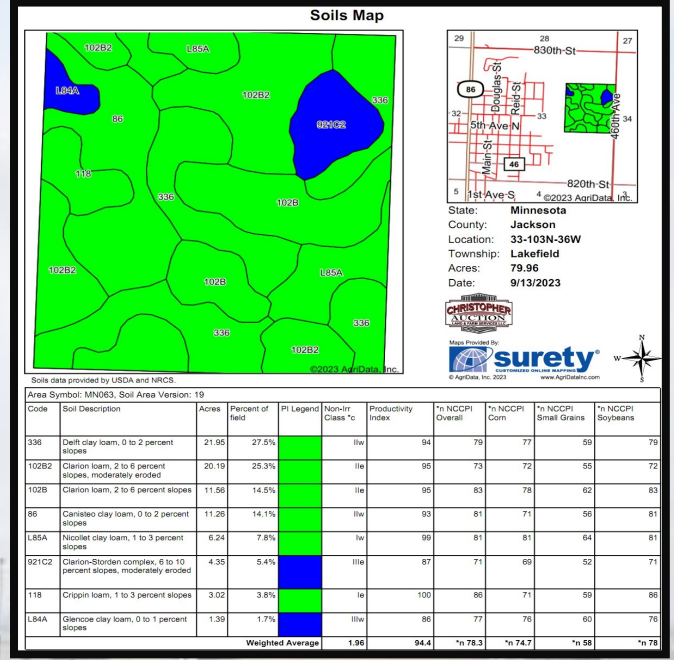 Soils Map
102B2
L85A
L84A
102B2
336
86
921C2
118
336
102B
102B2
L85A
102B
336
336
102B2
©2023 AgriData, Inc.
Soils data provided by USDA and NRCS.
29
28
27
830th St
Douglas St
Reid St
86
32
33
34
5th Ave N
460th Ave
Main St
46
820th St
5
1st Ave S
4
3
©2023 AgriData, Inc.
State: Minnesota
County: Jackson
Location: 33-103N-36W
Township: Lakefield
Acres: 79.96
Date: 9/13/2023
CHRISTOPHER
AUCTION
LAND & FARM SERVICES LLC
Maps Provided By:
surety®
CUSTOMIZED ONLINE MAPPING
© AgriData, Inc. 2023 www.AgriDataInc.com
N
W E
S
Area Symbol: MN063, Soil Area Version: 19
Code Soil Description Acres Percent of field PI Legend Non-Irr Class *c Productivity Index *n NCCPI Overall *n NCCPI Corn *n NCCPI Small Grains *n NCCPI Soybeans
336 Delft clay loam, 0 to 2 percent slopes 21.95 27.5% IIw 94 79 77 59 79
102B2 Clarion loam, 2 to 6 percent slopes, moderately eroded 20.19 25.3% IIe 95 73 72 55 72
102B Clarion loam, 2 to 6 percent slopes 11.56 14.5% IIe 95 83 78 62 83
86 Canisteo clay loam, 0 to 2 percent slopes 11.26 14.1% IIw 93 81 71 56 81
L85A Nicollet clay loam, 1 to 3 percent slopes 6.24 7.8% Iw 99 81 81 64 81
921C2 Clarion-Storden complex, 6 to 10 percent slopes, moderately eroded 4.35 5.4% IIIe 87 71 69 52 71
118 Crippin loam, 1 to 3 percent slopes 3.02 3.8% Ie 100 86 71 59 86
L84A Glencoe clay loam, 0 to 1 percent slopes 1.39 1.7% IIIw 86 77 76 60 76
Weighted Average 1.96 94.4 *n 78.3 *n 74.7 *n 58 *n 78